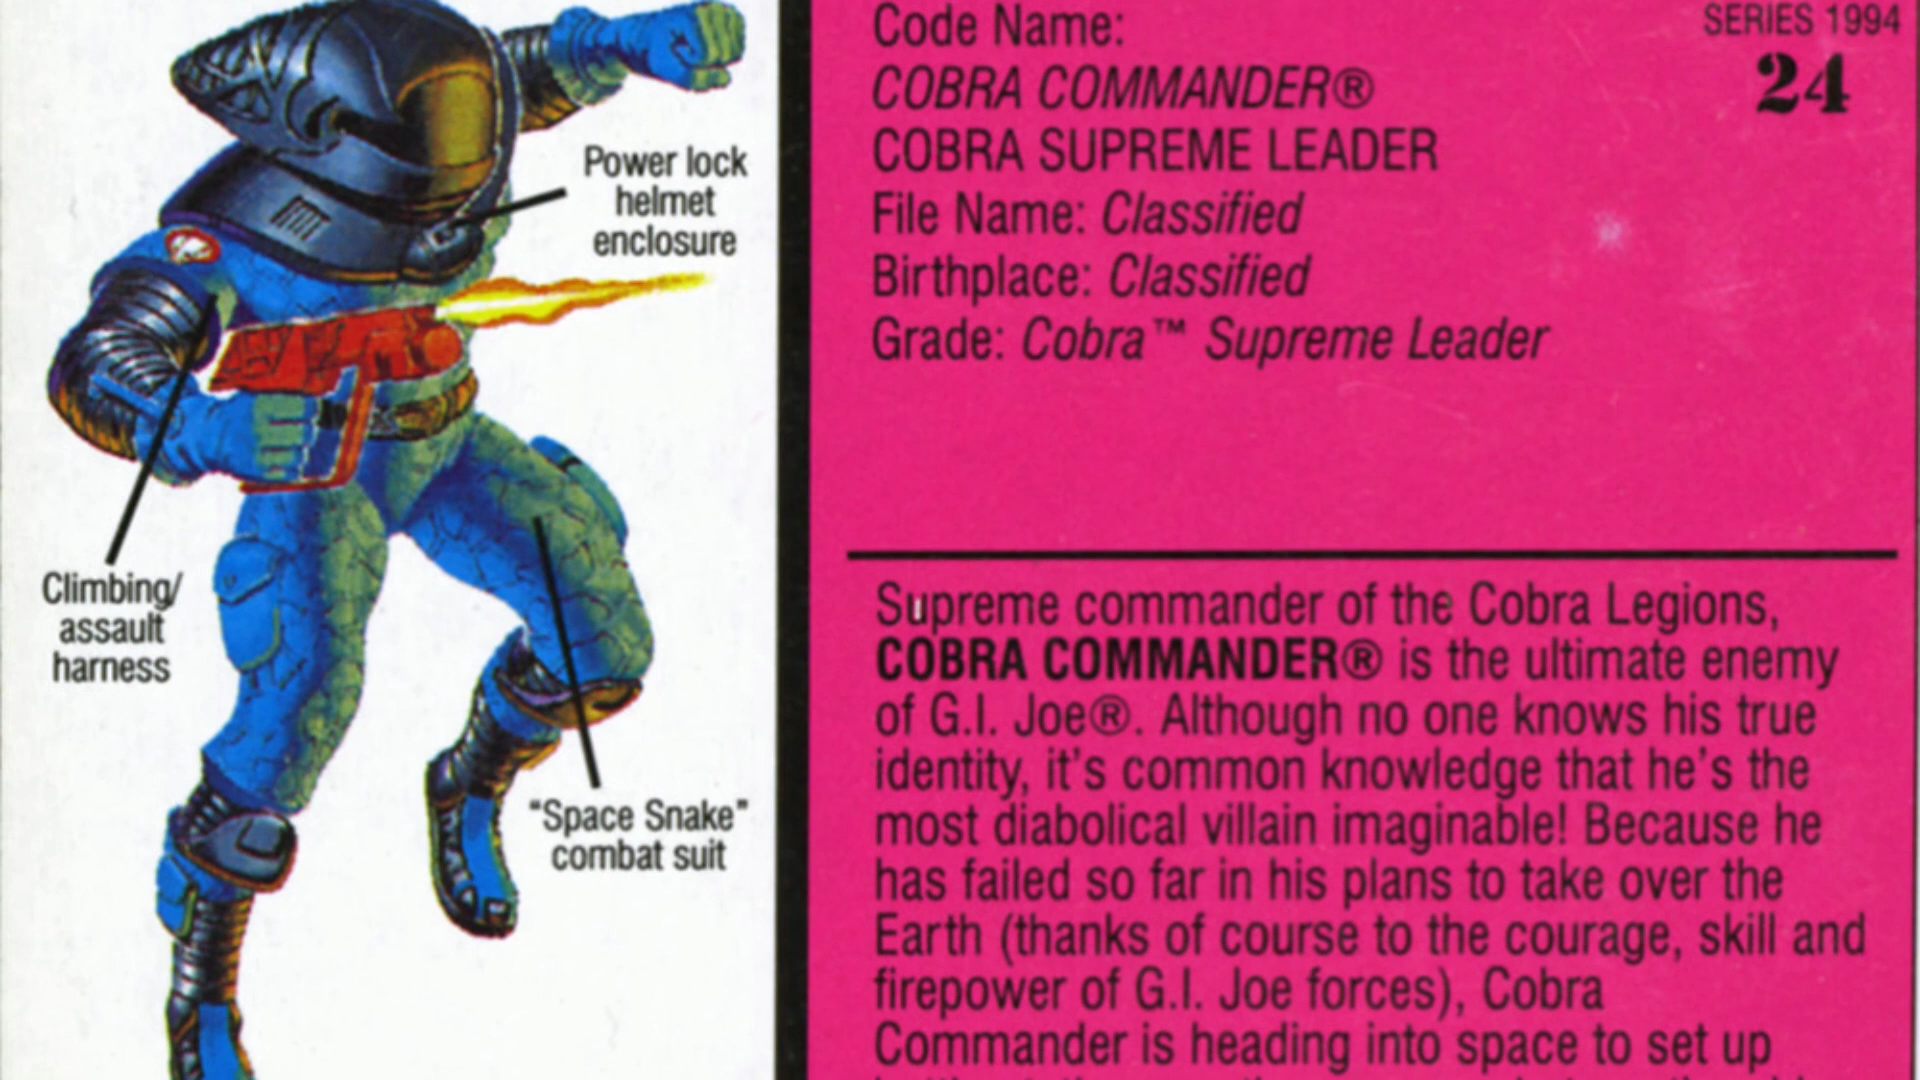 Code Name:
COBRA COMMANDER®
COBRA SUPREME LEADER
File Name: Classified
Birthplace: Classified
Grade: Cobra™ Supreme Leader
SERIES 1994
24
Power lock
helmet
enclosure
Climbing/
assault
harness
“Space Snake”
combat suit
Supreme commander of the Cobra Legions,
COBRA COMMANDER® is the ultimate enemy
of G.I. Joe®. Although no one knows his true
identity, it's common knowledge that he's the
most diabolical villain imaginable! Because he
has failed so far in his plans to take over the
Earth (thanks of course to the courage, skill and
firepower of G.I. Joe forces), Cobra
Commander is heading into space to set up